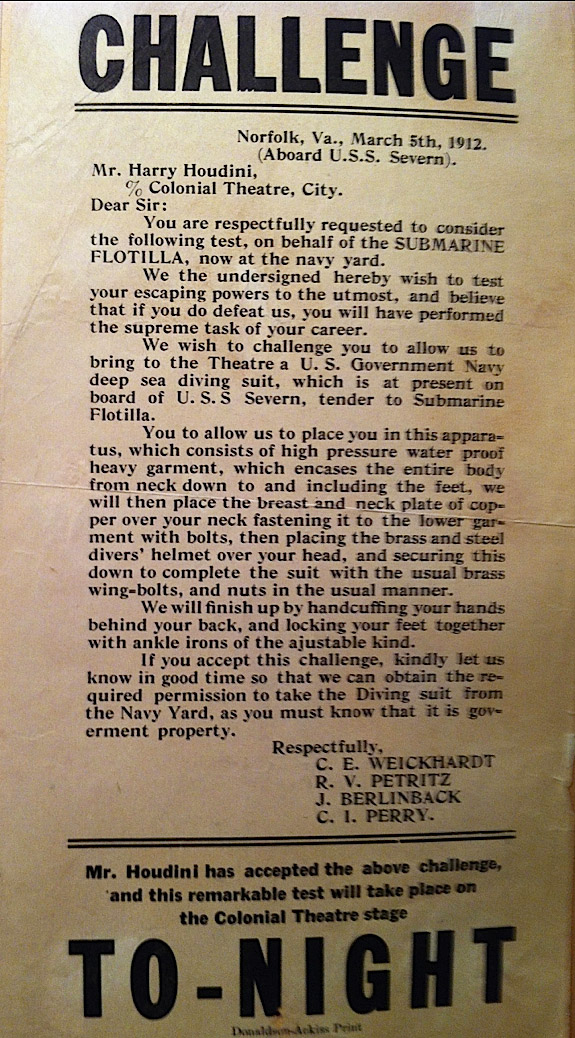 CHALLENGE
Norfolk, Va., March 5th, 1912.
(Aboard U.S.S. Severn).
Mr. Harry Houdini,
% Colonial Theatre, City.
Dear Sir:
You are respectfully requested to consider
the following test, on behalf of the SUBMARINE
FLOTILLA, now at the navy yard.
We the undersigned hereby wish to test
your escaping powers to the utmost, and believe
that if you do defeat us, you will have performed
the supreme task of your career.
We wish to challenge you to allow us to
bring to the Theatre a U. S. Government Navy
deep sea diving suit, which is at present on
board of U. S. S Severn, tender to Submarine
Flotilla.
You to allow us to place you in this appara-
tus, which consists of high pressure water proof
heavy garment, which encases the entire body
from neck down to and including the feet, we
will then place the breast and neck plate of cop-
per over your neck fastening it to the lower gar-
ment with bolts, then placing the brass and steel
divers' helmet over your head, and securing this
down to complete the suit with the usual brass
wing-bolts, and nuts in the usual manner.
We will finish up by handcuffing your hands
behind your back, and locking your feet together
with ankle irons of the ajustable kind.
If you accept this challenge, kindly let us
know in good time so that we can obtain the re-
quired permission to take the Diving suit from
the Navy Yard, as you must know that it is gov-
erment property.
Respectfully,
C. E. WEICKHARDT
R. V. PETRITZ
J. BERLINBACK
C. I. PERRY.
Mr. Houdini has accepted the above challenge,
and this remarkable test will take place on
the Colonial Theatre stage
TO-NIGHT
Donaldson-Ackiss Print